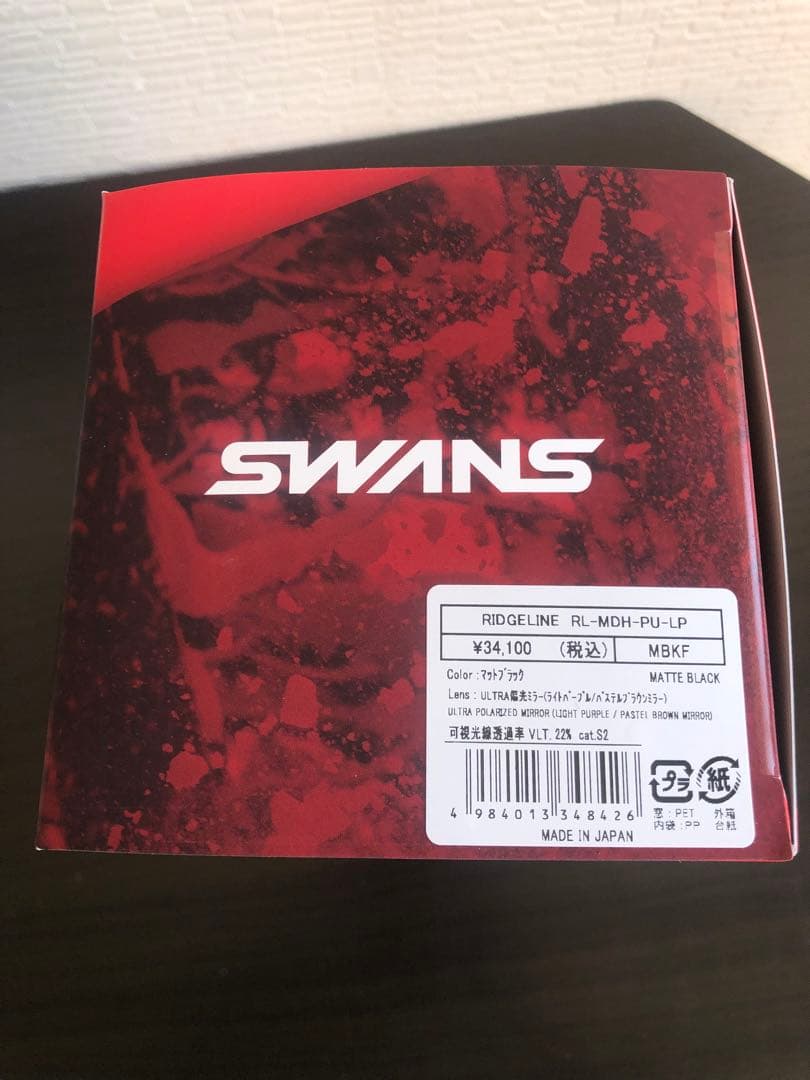 SWANS
RIDGELINE RL-MDH-PU-LP
¥34,100 (税込) MBKF
Color :マットブラック MATTE BLACK
Lens : ULTRA偏光ミラー(ライトパープル/パステルブラウンミラー)
ULTRA POLARIZED MIRROR (LIGHT PURPLE / PASTEL BROWN MIRROR)
可視光線透過率 VLT. 22% cat.S2
プラ 紙
窓:PET 外箱
内袋:PP 台紙
4 984013 348426
MADE IN JAPAN